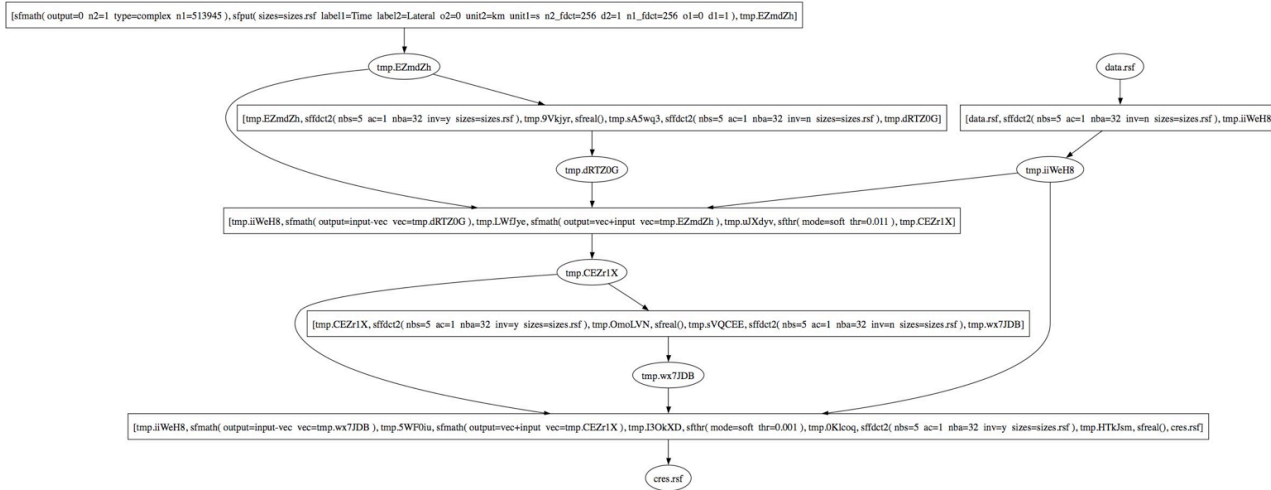 [sfmath( output=0 n2=1 type=complex n1=513945 ), sfput( sizes=sizes.rsf label1=Time label2=Lateral o2=0 unit2=km unit1=s n2_fdct=256 d2=1 n1_fdct=256 o1=0 d1=1 ), tmp.EZmdZh]
tmp.EZmdZh
data.rsf
[tmp.EZmdZh, sffdct2( nbs=5 ac=1 nba=32 inv=y sizes=sizes.rsf ), tmp.9Vkjyr, sfreal(), tmp.sA5wq3, sffdct2( nbs=5 ac=1 nba=32 inv=n sizes=sizes.rsf ), tmp.dRTZ0G]
[data.rsf, sffdct2( nbs=5 ac=1 nba=32 inv=n sizes=sizes.rsf ), tmp.iiWeH8
tmp.dRTZ0G
tmp.iiWeH8
[tmp.iiWeH8, sfmath( output=input-vec vec=tmp.dRTZ0G ), tmp.LWfJye, sfmath( output=vec+input vec=tmp.EZmdZh ), tmp.uJXdyv, sfthr( mode=soft thr=0.011 ), tmp.CEZr1X]
tmp.CEZr1X
[tmp.CEZr1X, sffdct2( nbs=5 ac=1 nba=32 inv=y sizes=sizes.rsf ), tmp.OmoLVN, sfreal(), tmp.sVQCEE, sffdct2( nbs=5 ac=1 nba=32 inv=n sizes=sizes.rsf ), tmp.wx7JDB]
tmp.wx7JDB
[tmp.iiWeH8, sfmath( output=input-vec vec=tmp.wx7JDB ), tmp.5WF0iu, sfmath( output=vec+input vec=tmp.CEZr1X ), tmp.I3OkXD, sfthr( mode=soft thr=0.001 ), tmp.0Klcoq, sffdct2( nbs=5 ac=1 nba=32 inv=y sizes=sizes.rsf ), tmp.HTkJsm, sfreal(), cres.rsf]
cres.rsf